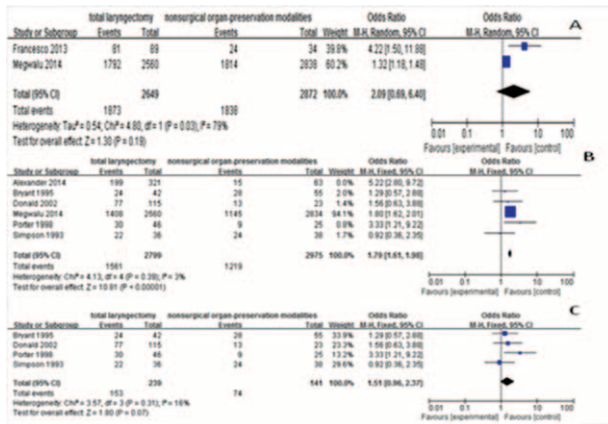 A
total laryngectomy nonsurgical organ-preservation modalities Odds Ratio Odds Ratio
Study or Subgroup Events Total Events Total Weight M-H, Random, 95% CI M-H, Random, 95% CI
Francesco 2013 81 89 24 34 39.8% 4.22 [1.50, 11.88]
Megwalu 2014 1792 2560 1814 2838 60.2% 1.32 [1.18, 1.48]
Total (95% CI) 2649 2872 100.0% 2.09 [0.69, 6.40]
Total events 1873 1838
Heterogeneity: Tau² = 0.54; Chi² = 4.80, df = 1 (P = 0.03); I² = 79%
Test for overall effect: Z = 1.30 (P = 0.19)
0.01 0.1 1 10 100
Favours [experimental] Favours [control]
B
total laryngectomy nonsurgical organ-preservation modalities Odds Ratio Odds Ratio
Study or Subgroup Events Total Events Total Weight M-H, Fixed, 95% CI M-H, Fixed, 95% CI
Alexander 2014 199 321 15 63 0.0% 5.22 [2.80, 9.72]
Bryant 1995 24 42 28 55 2.0% 1.29 [0.57, 2.88]
Donald 2002 77 115 13 23 1.4% 1.56 [0.63, 3.88]
Megwalu 2014 1408 2560 1145 2834 94.1% 1.80 [1.62, 2.01]
Porter 1998 30 46 9 25 3.33 [1.21, 9.22]
Simpson 1993 22 36 24 38 0.92 [0.36, 2.35]
Total (95% CI) 2799 2975 100.0% 1.79 [1.61, 1.98]
Total events 1561 1219
Heterogeneity: Chi² = 4.13, df = 4 (P = 0.39); I² = 3%
Test for overall effect: Z = 10.81 (P < 0.00001)
0.01 0.1 1 10 100
Favours [experimental] Favours [control]
C
total laryngectomy nonsurgical organ-preservation modalities Odds Ratio Odds Ratio
Study or Subgroup Events Total Events Total Weight M-H, Fixed, 95% CI M-H, Fixed, 95% CI
Bryant 1995 24 42 28 55 33.9% 1.29 [0.57, 2.88]
Donald 2002 77 115 13 23 23.3% 1.56 [0.63, 3.88]
Porter 1998 30 46 9 25 3.33 [1.21, 9.22]
Simpson 1993 22 36 24 38 29.6% 0.92 [0.36, 2.35]
Total (95% CI) 239 141 100.0% 1.51 [0.96, 2.37]
Total events 153 74
Heterogeneity: Chi² = 3.57, df = 3 (P = 0.31); I² = 16%
Test for overall effect: Z = 1.80 (P = 0.07)
0.01 0.1 1 10 100
Favours [experimental] Favours [control]